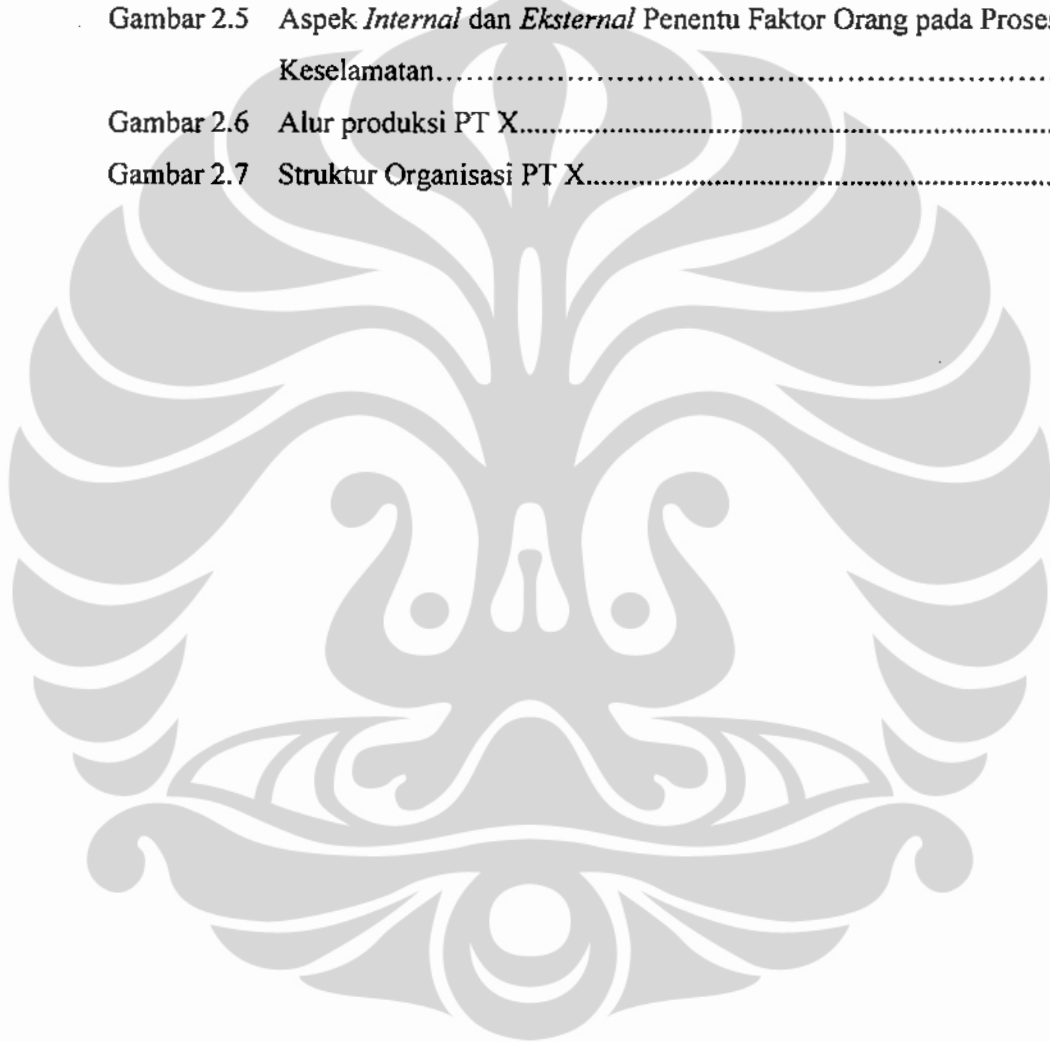 Gambar 2.5 Aspek Internal dan Eksternal Penentu Faktor Orang pada Proses
Keselamatan..........................................................................
Gambar 2.6 Alur produksi PT X..............................................................
Gambar 2.7 Struktur Organisasi PT X......................................................